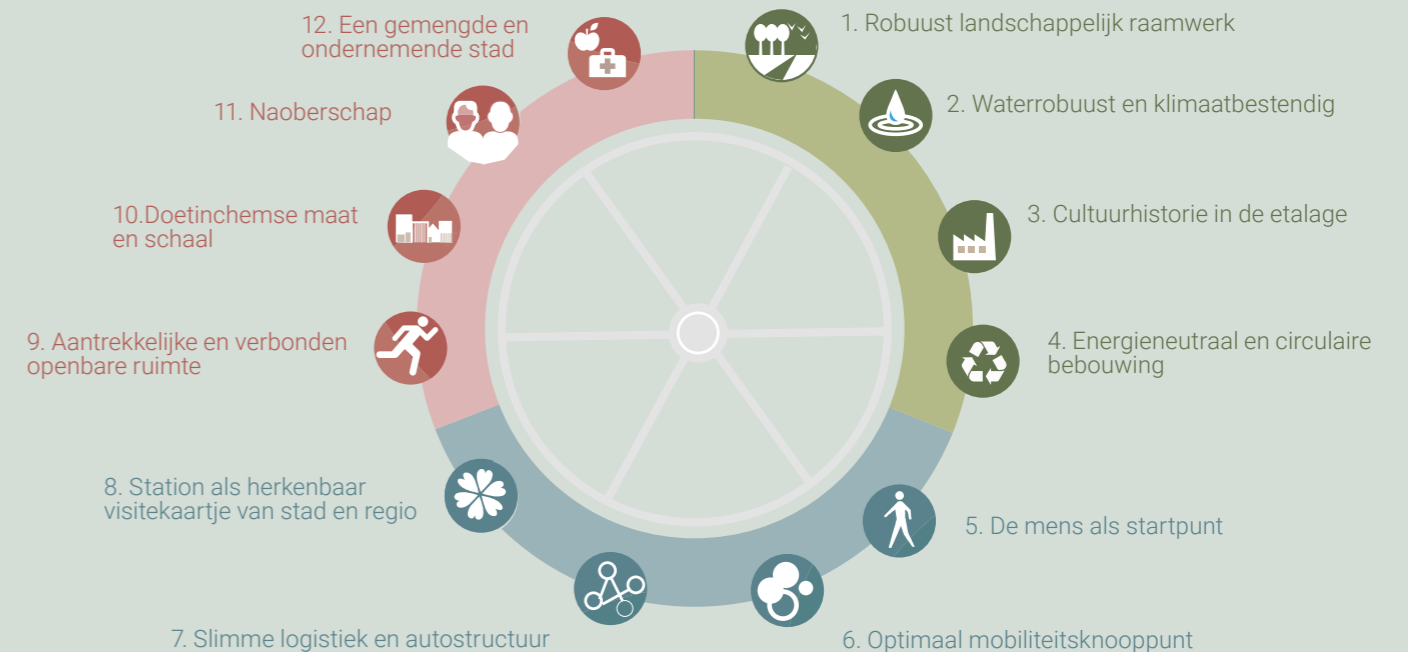 1. Robuust landschappelijk raamwerk
2. Waterrobuust en klimaatbestendig
3. Cultuurhistorie in de etalage
4. Energieneutraal en circulaire
bebouwing
5. De mens als startpunt
6. Optimaal mobiliteitsknooppunt
7. Slimme logistiek en autostructuur
8. Station als herkenbaar
visitekaartje van stad en regio
9. Aantrekkelijke en verbonden
openbare ruimte
10.Doetinchemse maat
en schaal
11. Naoberschap
12. Een gemengde en
ondernemende stad